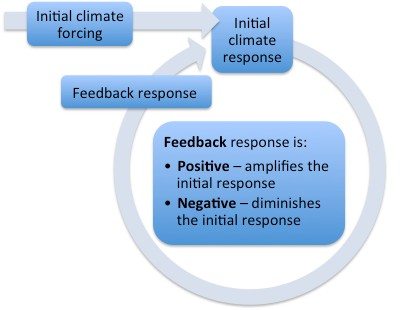 Initial climate
forcing
Initial
climate
response
Feedback response
Feedback response is:
• Positive – amplifies the
initial response
• Negative – diminishes
the initial response